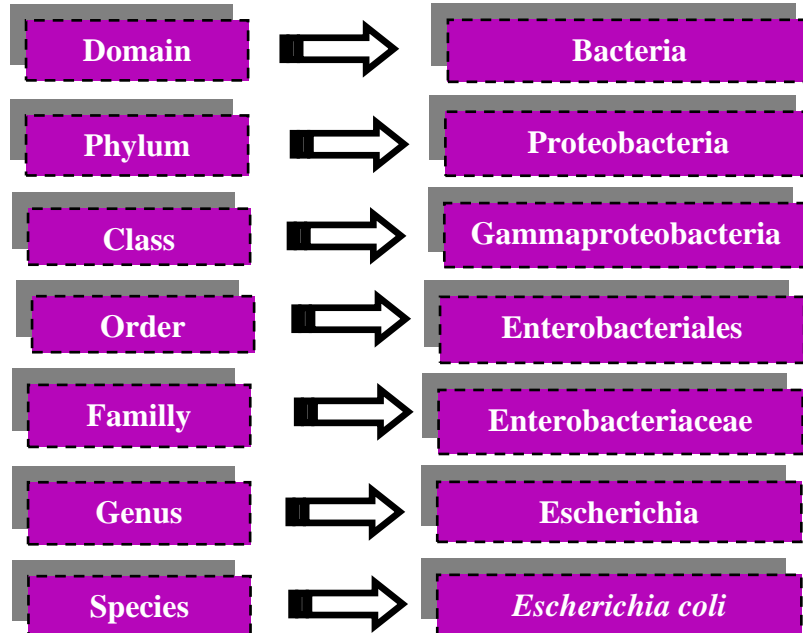 Domain Bacteria
Phylum Proteobacteria
Class Gammaproteobacteria
Order Enterobacteriales
Familly Enterobacteriaceae
Genus Escherichia
Species Escherichia coli